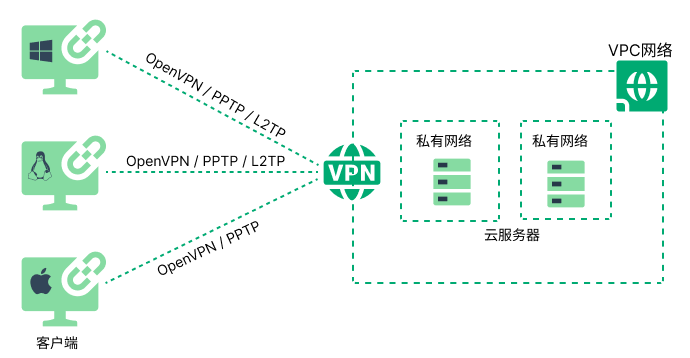 VPC网络
OpenVPN / PPTP / L2TP
私有网络
私有网络
OpenVPN / PPTP / L2TP
VPN
云服务器
OpenVPN / PPTP
客户端